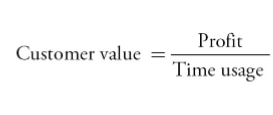 Customer value = Profit
Time usage